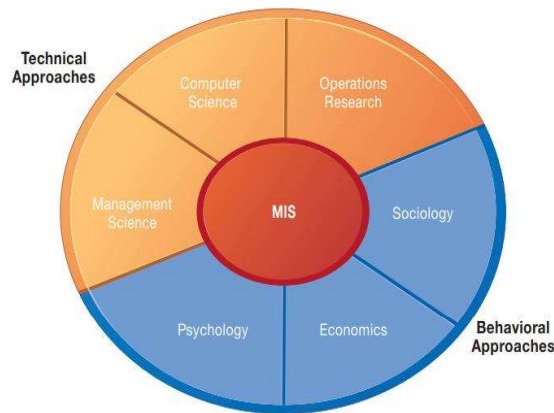 Technical
Approaches
Computer
Science
Operations
Research
Management
Science
MIS
Sociology
Psychology
Economics
Behavioral
Approaches